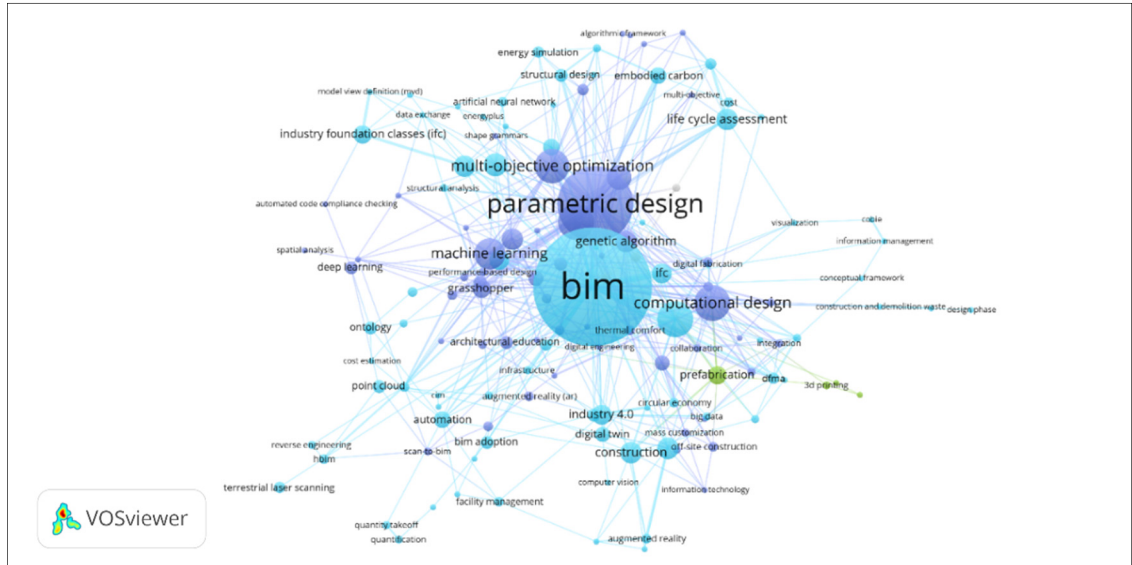 algorithmic framework
energy simulation
structural design
embodied carbon
model view definition (mvd)
artificial neural network
multi-objective
cost
data exchange
energyplus
life cycle assessment
industry foundation classes (ifc)
shape grammars
multi-objective optimization
structural analysis
parametric design
automated code compliance checking
visualization
coble
genetic algorithm
information management
spatial analysis
machine learning
deep learning
performance-based design
ifc
digital fabrication
conceptual framework
grasshopper
bim
computational design
construction and demolition waste
design phase
ontology
thermal comfort
architectural education
digital engineering
collaboration
integration
cost estimation
infrastructure
prefabrication
dfma
3d printing
point cloud
cim
augmented reality (ar)
circular economy
automation
industry 4.0
big data
digital twin
mass customization
reverse engineering
bim adoption
scan-to-bim
construction
off-site construction
hbim
terrestrial laser scanning
computer vision
information technology
facility management
quantity takeoff
quantification
augmented reality
VOSviewer